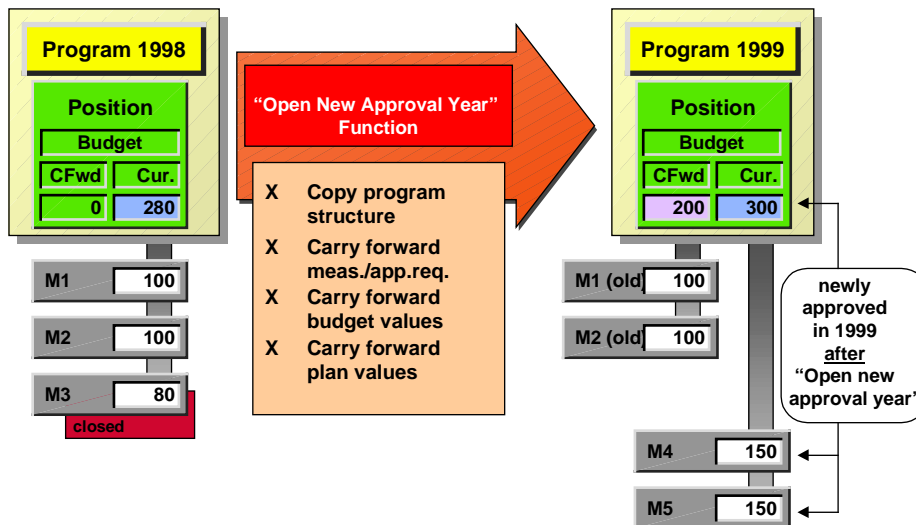 Program 1998
Position
Budget
CFwd Cur.
0 280
M1 100
M2 100
M3 80
closed
“Open New Approval Year”
Function
X Copy program
structure
X Carry forward
meas./app.req.
X Carry forward
budget values
X Carry forward
plan values
Program 1999
Position
Budget
CFwd Cur.
200 300
M1 (old) 100
M2 (old) 100
newly
approved
in 1999
after
“Open new
approval year”
M4 150
M5 150